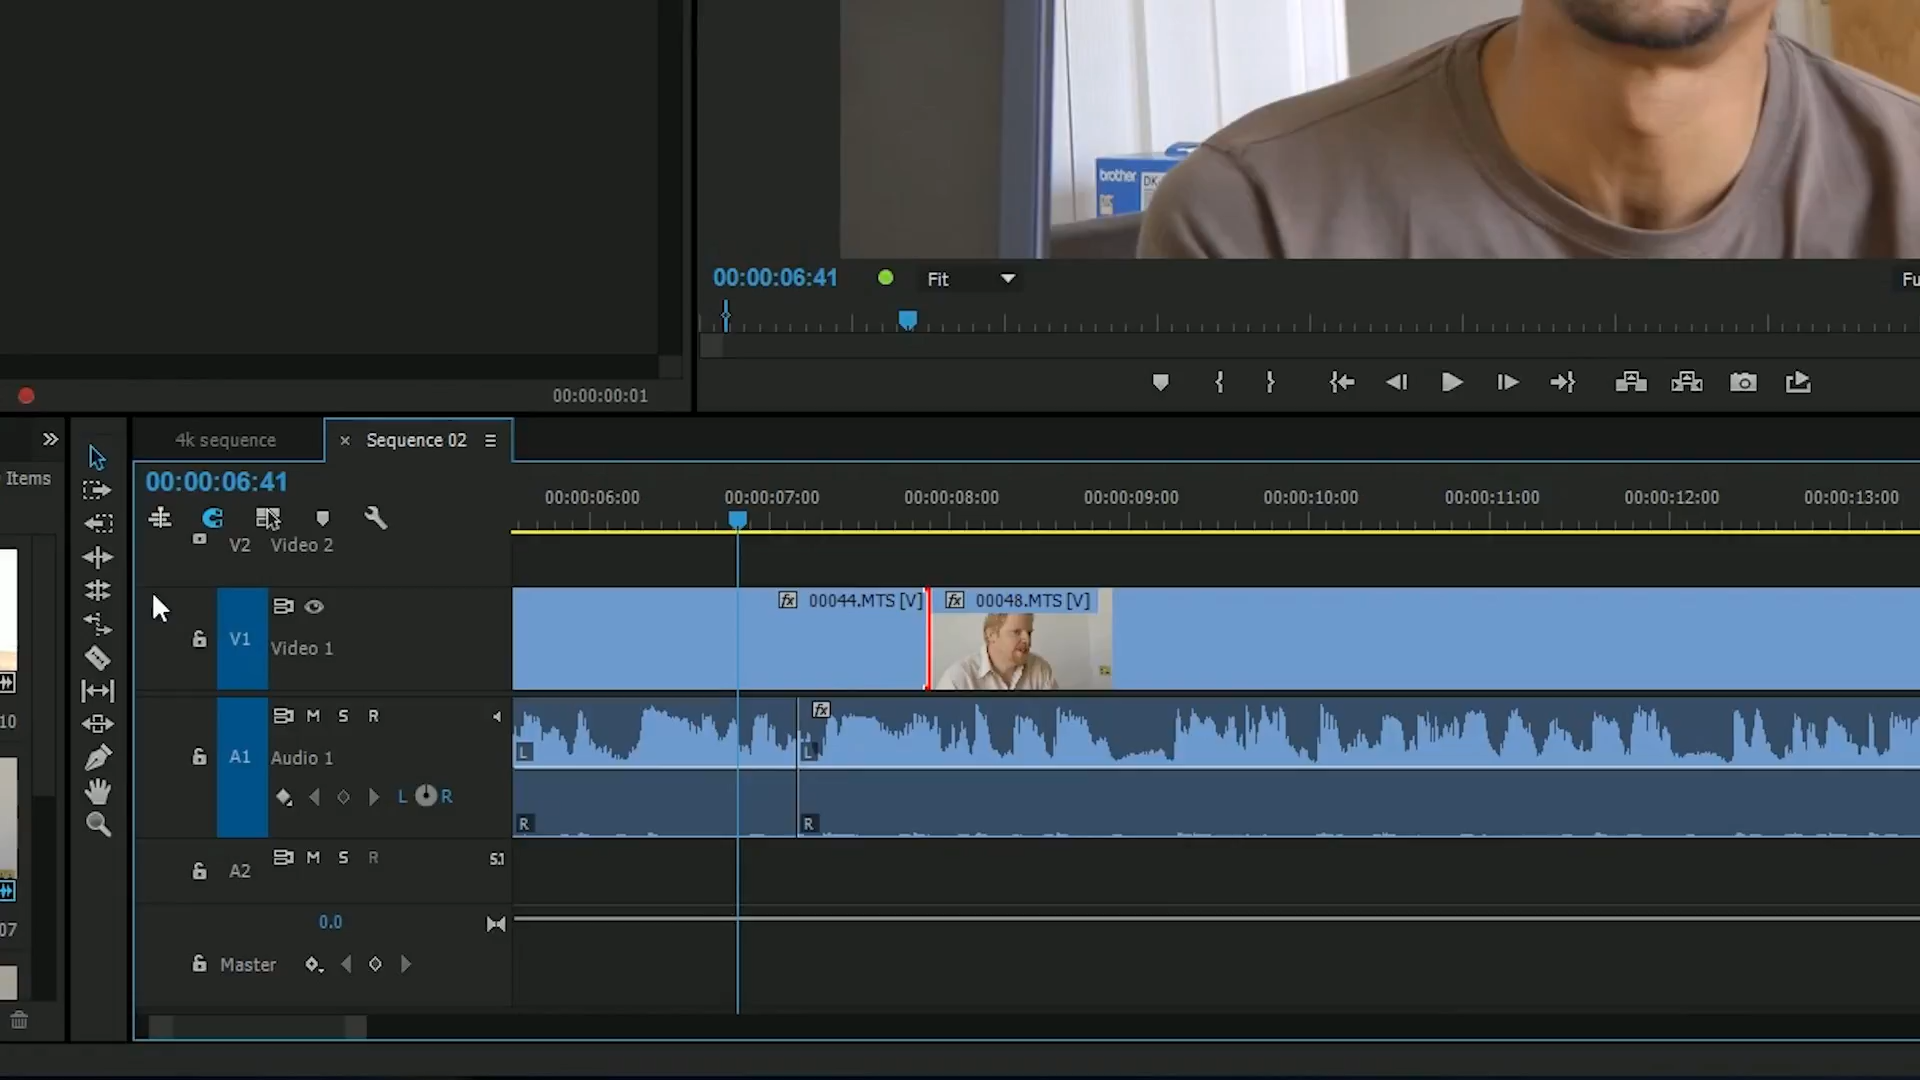 brother
DK
00:00:06:41
Fit
Fu
00:00:00:01
4k sequence
Sequence 02
Items
00:00:06:41
00:00:06:00
00:00:07:00
00:00:08:00
00:00:09:00
00:00:10:00
00:00:11:00
00:00:12:00
00:00:13:00
V2 Video 2
fx 00044.MTS [V]
fx 00048.MTS [V]
V1
Video 1
10
M S R
fx
A1
Audio 1
L
L
L R
R
R
A2
M S R
5.1
07
0.0
Master